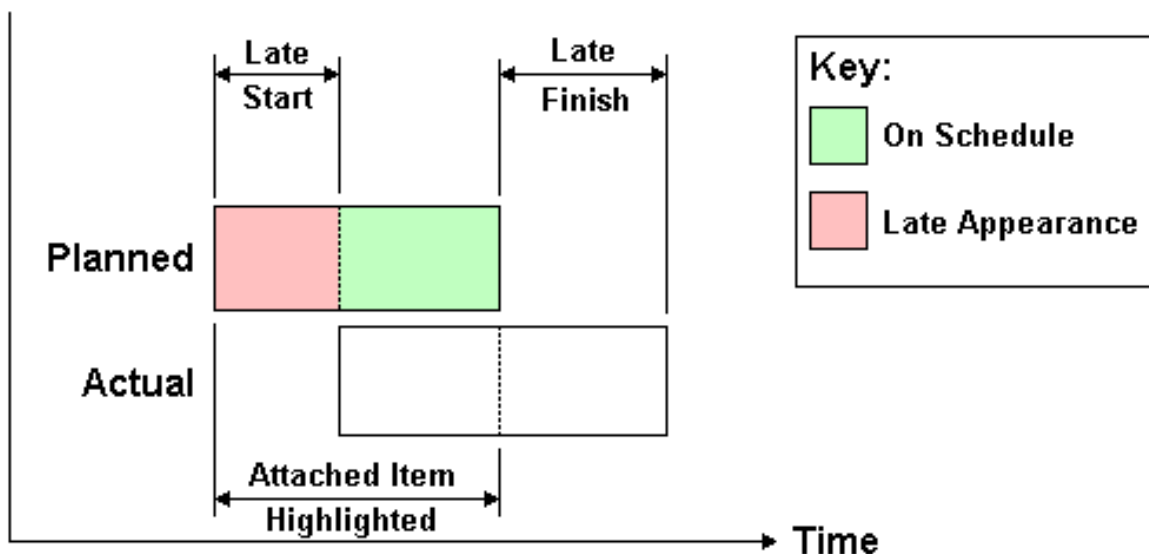 Late
Start
Late
Finish
Key:
On Schedule
Late Appearance
Planned
Actual
Attached Item
Highlighted
Time